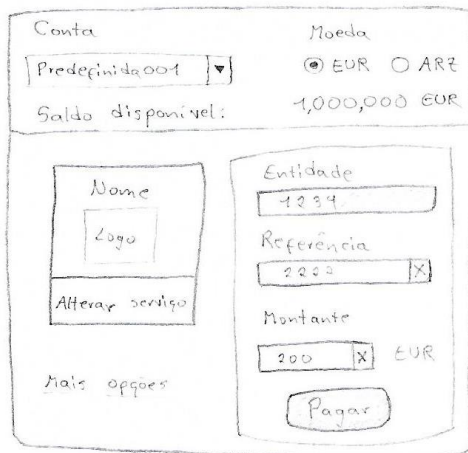 Conta
Moeda
Predefinida001
EUR
ARZ
Saldo disponível:
1,000,000 EUR
Nome
Logo
Alterar serviço
Mais opções
Entidade
1234
Referência
X
Montante
200
X
EUR
Pagar